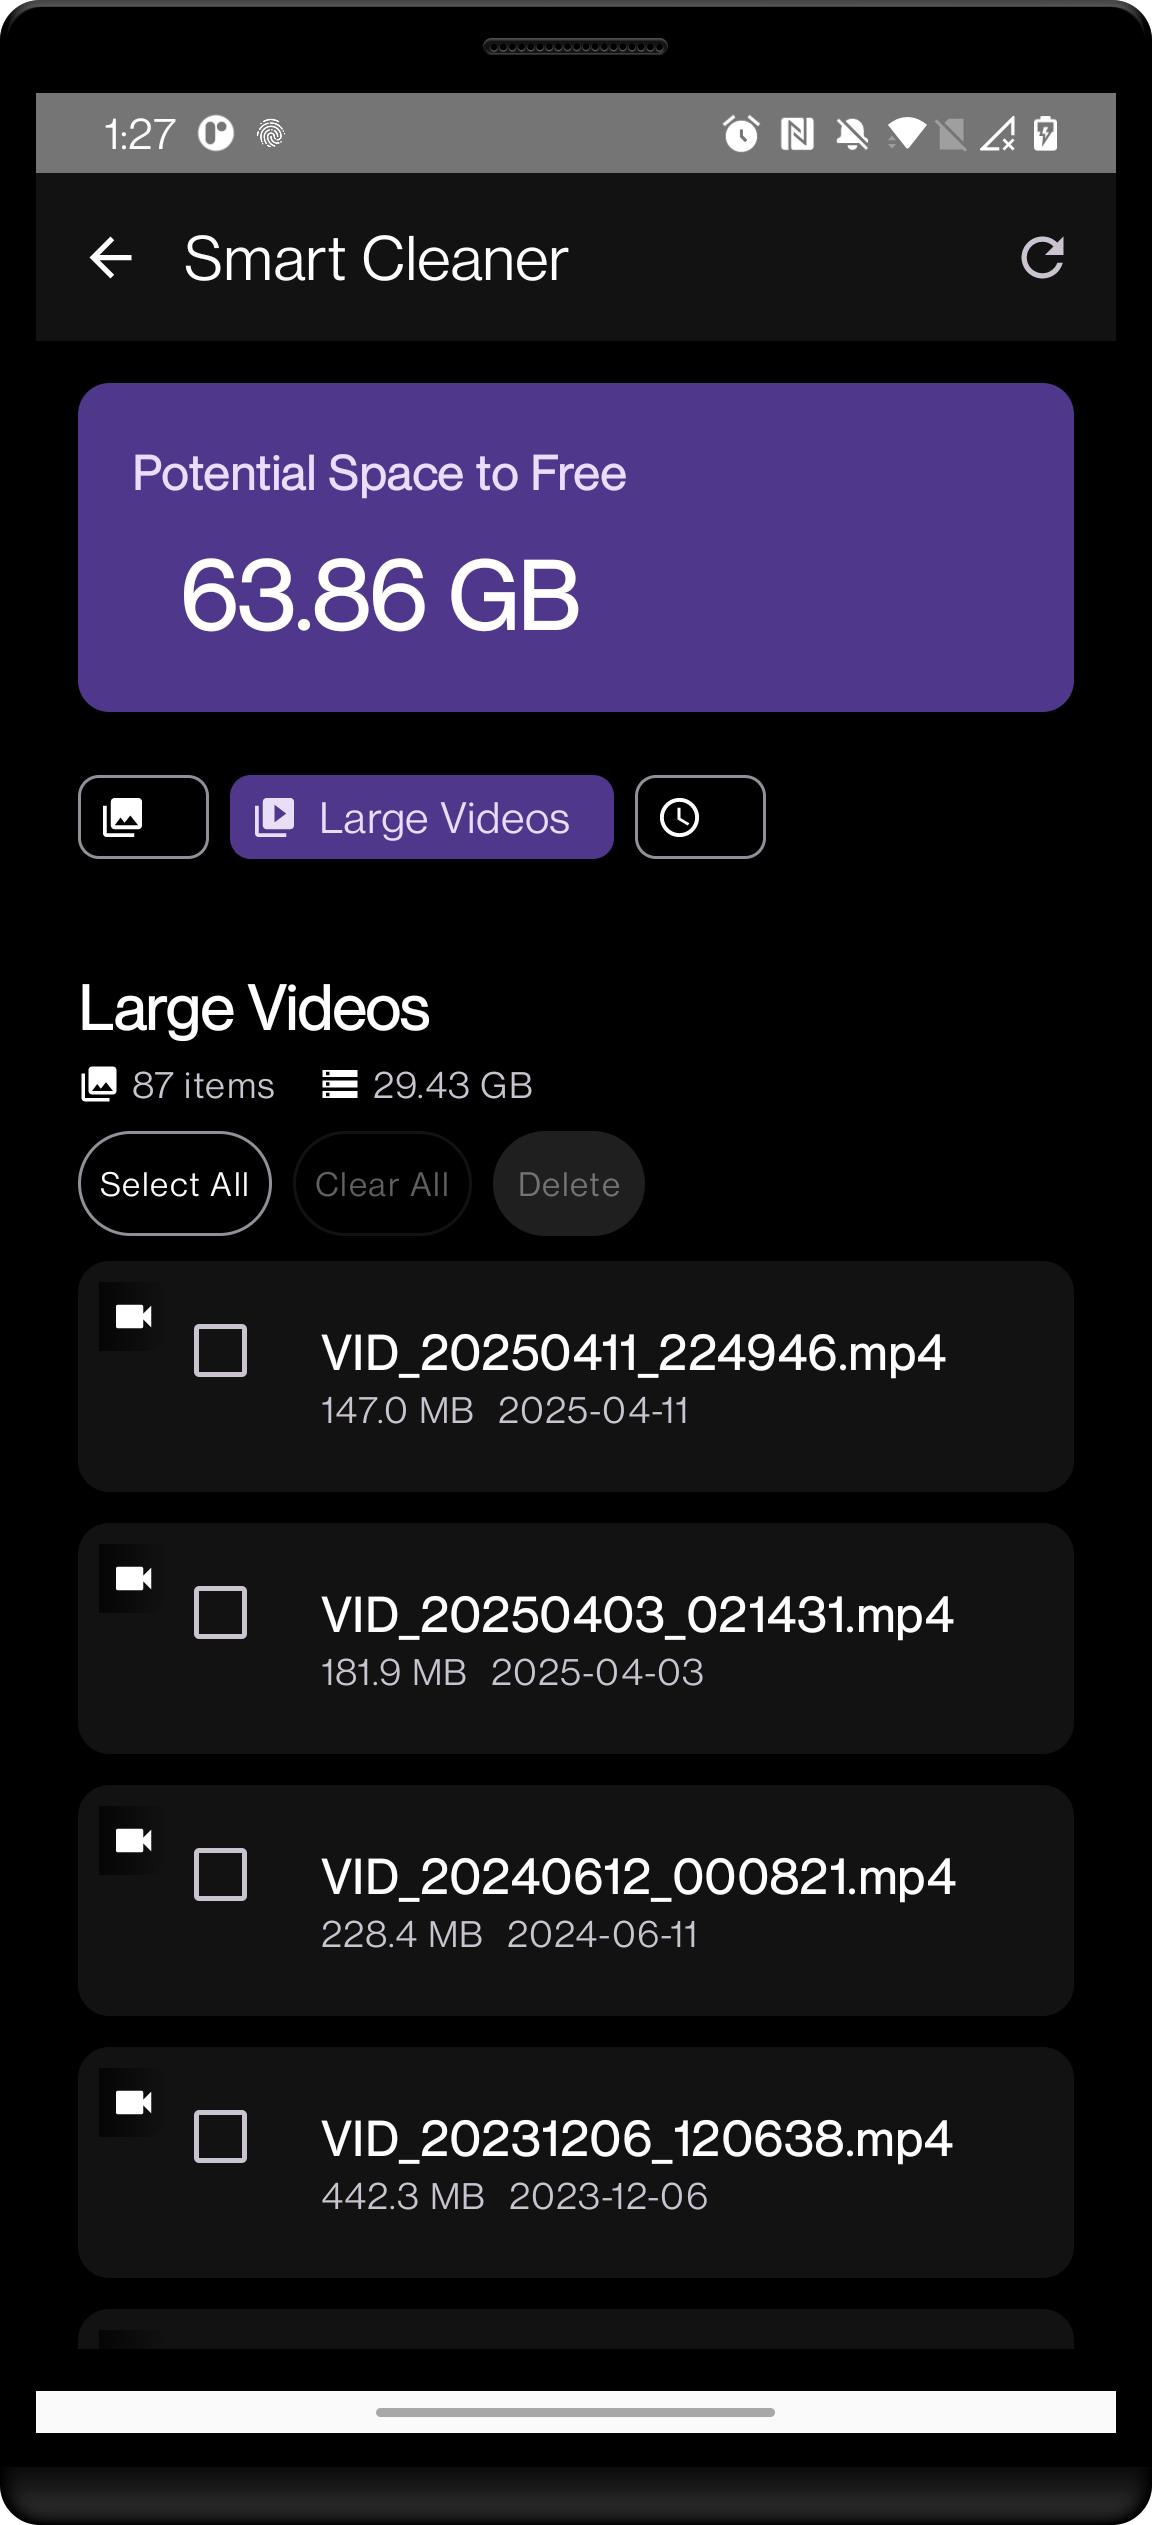 1:27
Smart Cleaner
Potential Space to Free
63.86 GB
Large Videos
Large Videos
87 items 29.43 GB
Select All Clear All Delete
VID_20250411_224946.mp4
147.0 MB 2025-04-11
VID_20250403_021431.mp4
181.9 MB 2025-04-03
VID_20240612_000821.mp4
228.4 MB 2024-06-11
VID_20231206_120638.mp4
442.3 MB 2023-12-06